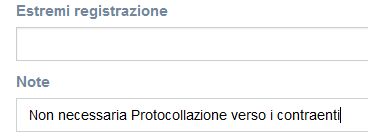 Estremi registrazione
Note
Non necessaria Protocollazione verso i contraenti